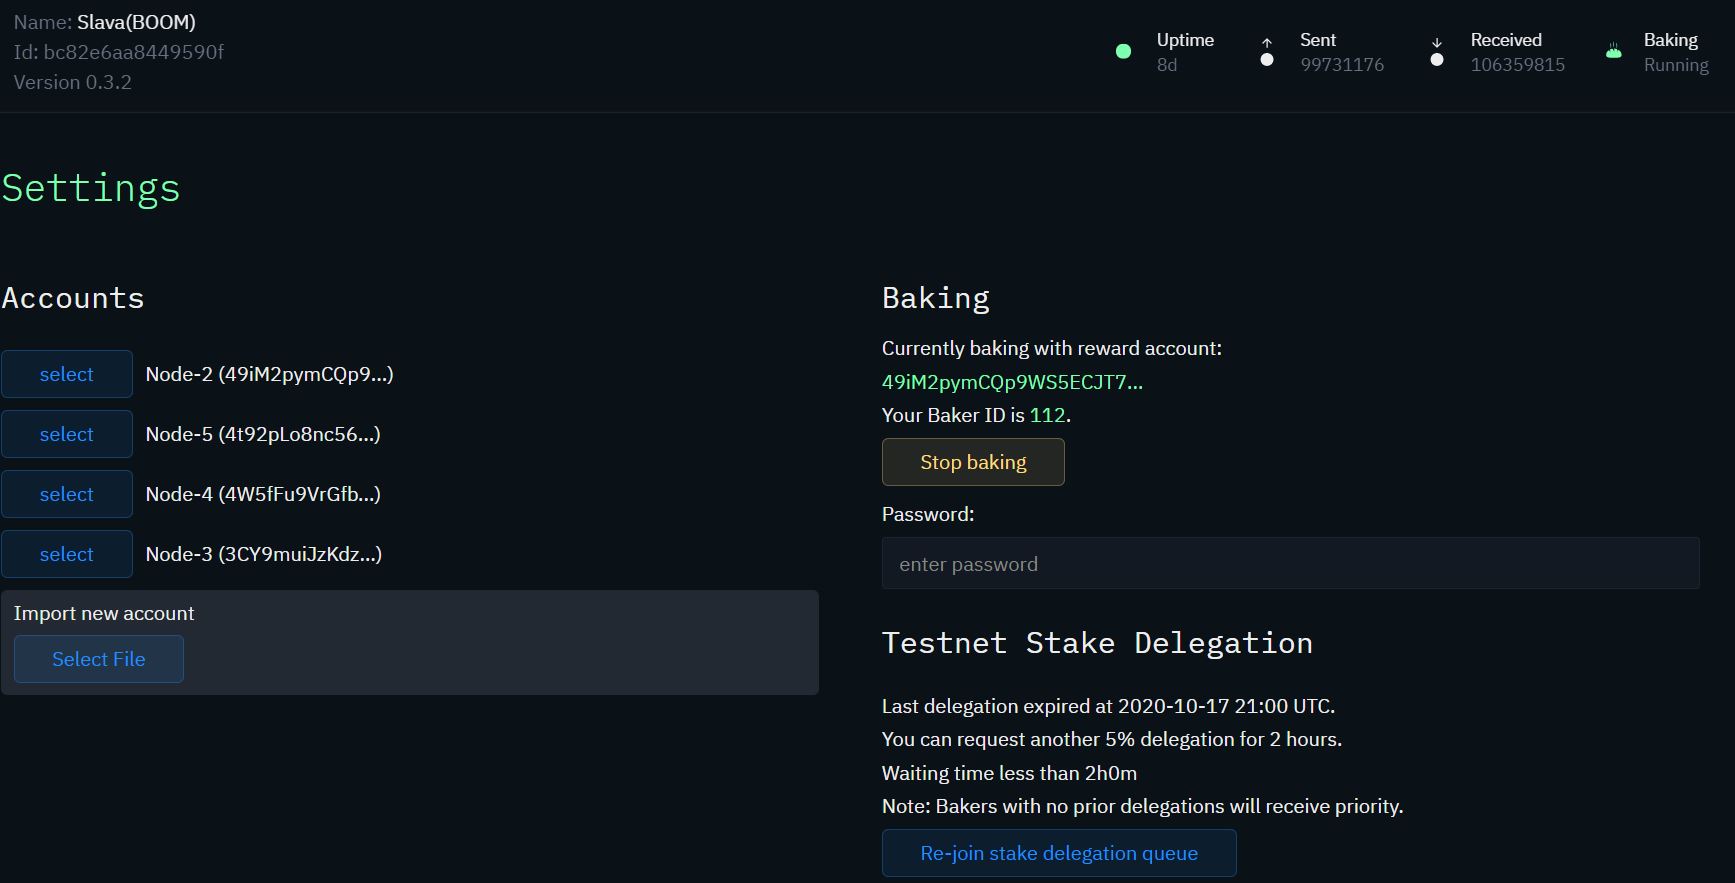 Name: Slava(BOOM)
Id: bc82e6aa8449590f
Version 0.3.2
Uptime
8d
Sent
99731176
Received
106359815
Baking
Running
Settings
Accounts
select Node-2 (49iM2pymCQp9...)
select Node-5 (4t92pLo8nc56...)
select Node-4 (4W5fFu9VrGfb...)
select Node-3 (3CY9muiJzKdz...)
Import new account
Select File
Baking
Currently baking with reward account:
49iM2pymCQp9WS5ECJT7...
Your Baker ID is 112.
Stop baking
Password:
enter password
Testnet Stake Delegation
Last delegation expired at 2020-10-17 21:00 UTC.
You can request another 5% delegation for 2 hours.
Waiting time less than 2h0m
Note: Bakers with no prior delegations will receive priority.
Re-join stake delegation queue